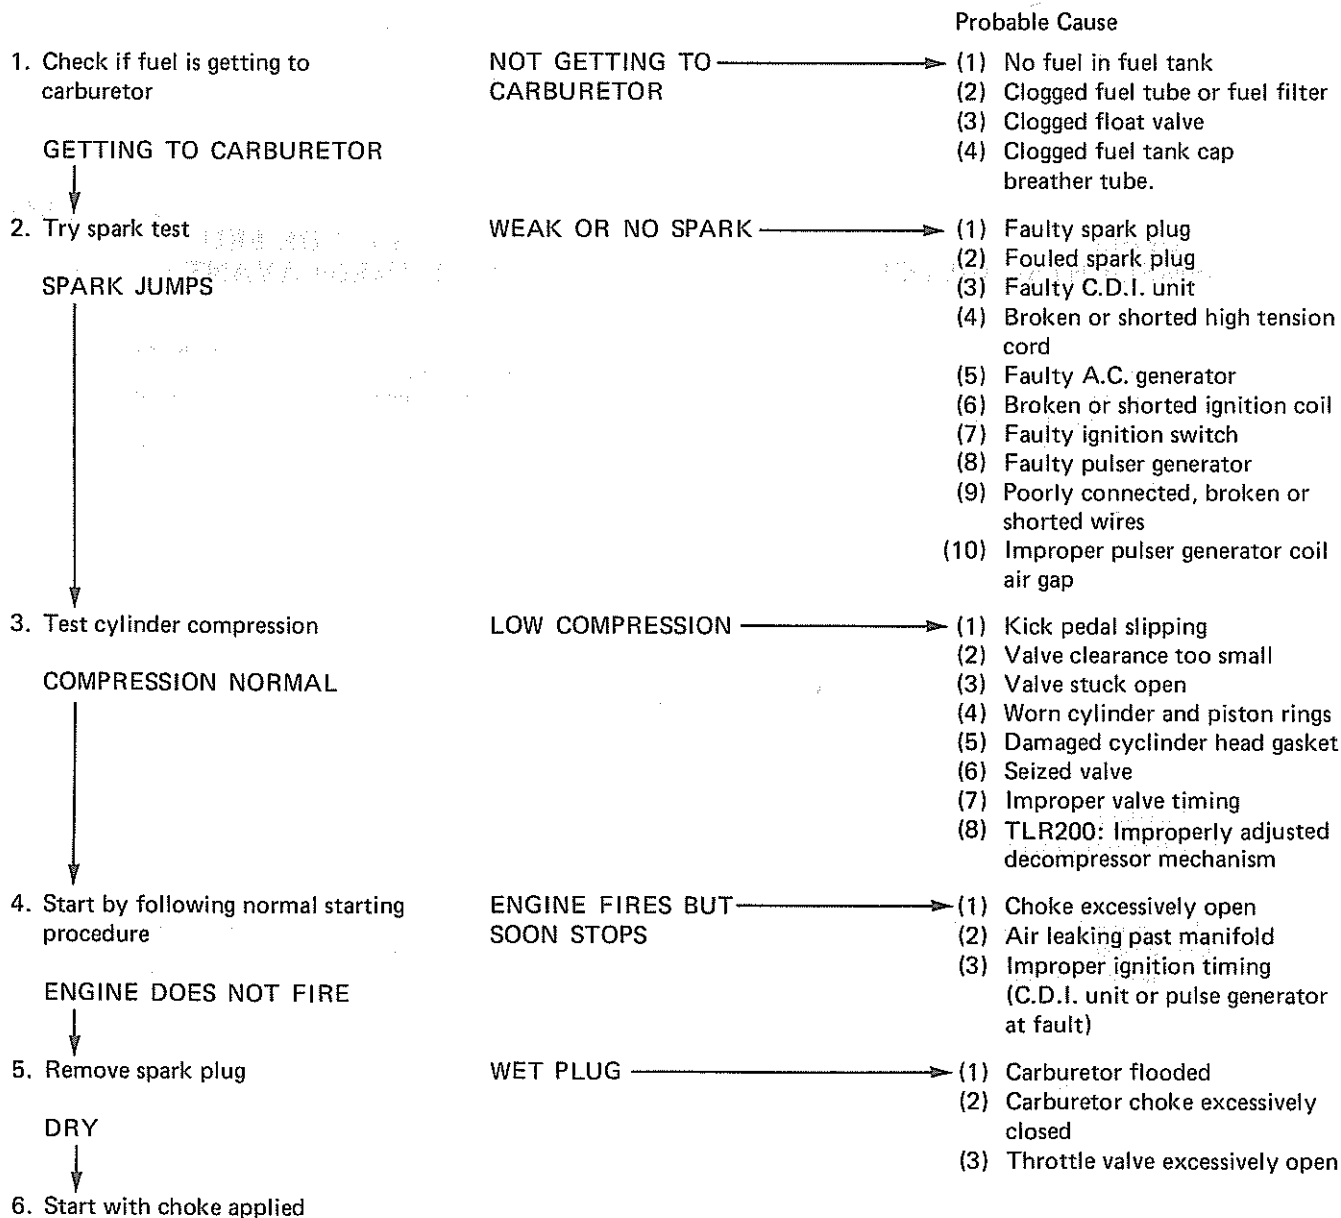 Probable Cause
1. Check if fuel is getting to
carburetor
NOT GETTING TO
CARBURETOR
(1) No fuel in fuel tank
(2) Clogged fuel tube or fuel filter
(3) Clogged float valve
(4) Clogged fuel tank cap
breather tube.
GETTING TO CARBURETOR
2. Try spark test
WEAK OR NO SPARK
(1) Faulty spark plug
(2) Fouled spark plug
(3) Faulty C.D.I. unit
(4) Broken or shorted high tension
cord
(5) Faulty A.C. generator
(6) Broken or shorted ignition coil
(7) Faulty ignition switch
(8) Faulty pulser generator
(9) Poorly connected, broken or
shorted wires
(10) Improper pulser generator coil
air gap
SPARK JUMPS
3. Test cylinder compression
LOW COMPRESSION
(1) Kick pedal slipping
(2) Valve clearance too small
(3) Valve stuck open
(4) Worn cylinder and piston rings
(5) Damaged cyclinder head gasket
(6) Seized valve
(7) Improper valve timing
(8) TLR200: Improperly adjusted
decompressor mechanism
COMPRESSION NORMAL
4. Start by following normal starting
procedure
ENGINE FIRES BUT
SOON STOPS
(1) Choke excessively open
(2) Air leaking past manifold
(3) Improper ignition timing
(C.D.I. unit or pulse generator
at fault)
ENGINE DOES NOT FIRE
5. Remove spark plug
WET PLUG
(1) Carburetor flooded
(2) Carburetor choke excessively
closed
(3) Throttle valve excessively open
DRY
6. Start with choke applied